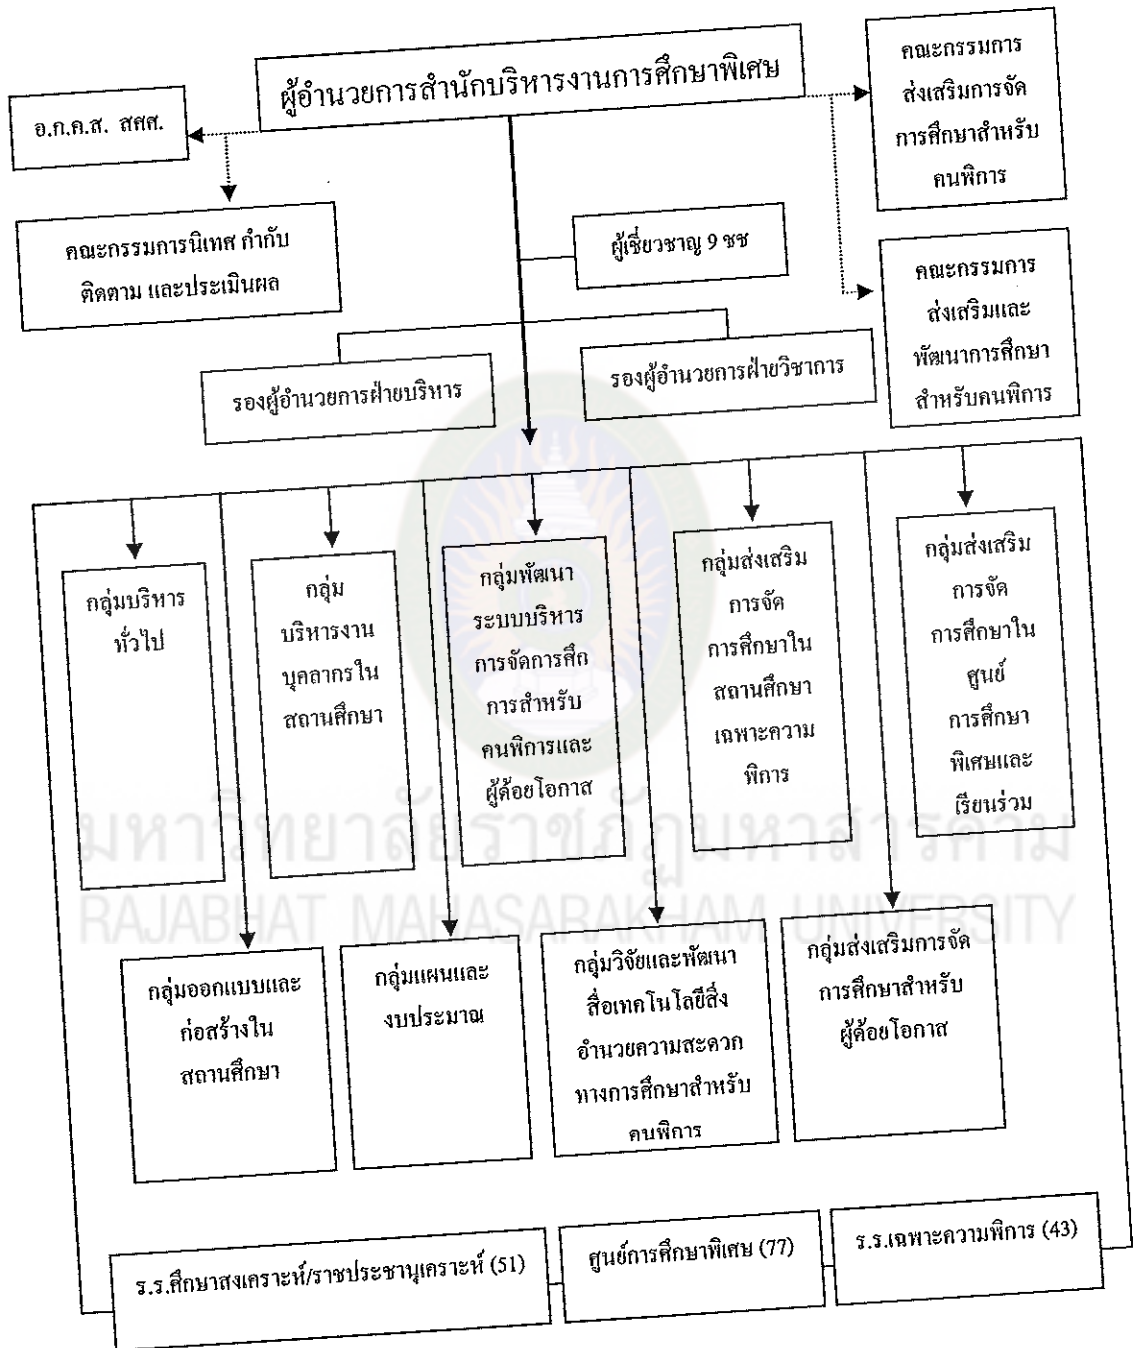 ผู้อำนวยการสำนักบริหารงานการศึกษาพิเศษ
อ.ก.ค.ส. สศศ.
คณะกรรมการ
ส่งเสริมการจัด
การศึกษาสำหรับ
คนพิการ
คณะกรรมการนิเทศ กำกับ
ติดตาม และประเมินผล
ผู้เชี่ยวชาญ 9 ชช
คณะกรรมการ
ส่งเสริมและ
พัฒนาการศึกษา
สำหรับคนพิการ
รองผู้อำนวยการฝ่ายบริหาร
รองผู้อำนวยการฝ่ายวิชาการ
กลุ่มบริหาร
ทั่วไป
กลุ่ม
บริหารงาน
บุคลากรใน
สถานศึกษา
กลุ่มพัฒนา
ระบบบริหาร
การจัดการศึก
การสำหรับ
คนพิการและ
ผู้ด้อยโอกาส
กลุ่มส่งเสริม
การจัด
การศึกษาใน
สถานศึกษา
เฉพาะความ
พิการ
กลุ่มส่งเสริม
การจัด
การศึกษาใน
ศูนย์
การศึกษา
พิเศษและ
เรียนร่วม
มหาวิทยาลัยราชภัฏมหาสารคาม
RAJABHAT MAHASARAKHAM UNIVERSITY
กลุ่มออกแบบและ
ก่อสร้างใน
สถานศึกษา
กลุ่มแผนและ
งบประมาณ
กลุ่มวิจัยและพัฒนา
สื่อเทคโนโลยีสิ่ง
อำนวยความสะดวก
ทางการศึกษาสำหรับ
คนพิการ
กลุ่มส่งเสริมการจัด
การศึกษาสำหรับ
ผู้ด้อยโอกาส
ร.ร.ศึกษาสงเคราะห์/ราชประชานุเคราะห์ (51)
ศูนย์การศึกษาพิเศษ (77)
ร.ร.เฉพาะความพิการ (43)